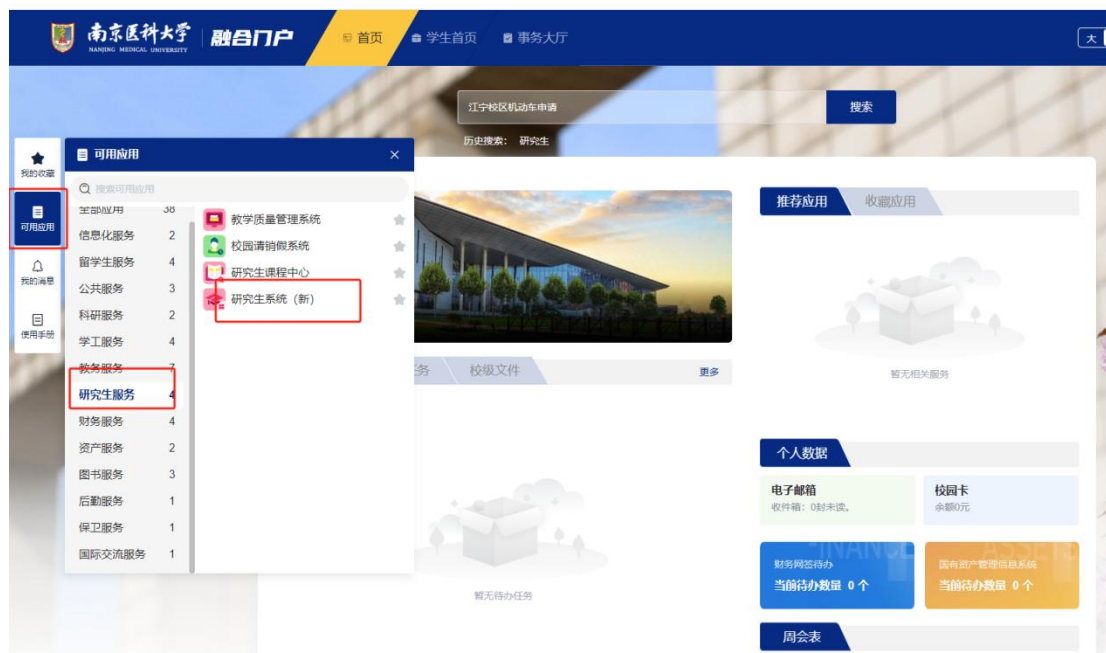 南京医科大学
NANJING MEDICAL UNIVERSITY
融合门户
首页
学生首页
事务大厅
大
江宁校区机动车申请
搜索
历史搜索： 研究生
我的收藏
可用应用
我的消息
使用手册
可用应用
×
搜索可用应用
全部应用 38
信息化服务 2
留学生服务 4
公共服务 3
科研服务 2
学工服务 4
教务服务 7
研究生服务 4
财务服务 4
资产服务 2
图书服务 3
后勤服务 1
保卫服务 1
国际交流服务 1
教学质量管理系统
校园请销假系统
研究生课程中心
研究生系统（新）
任务
校级文件
更多
暂无待办任务
推荐应用
收藏应用
暂无相关服务
个人数据
电子邮箱
收件箱：0封未读。
校园卡
余额0元
FINANCE
财务网签待办
当前待办数量 0 个
ASSETS
国有资产管理信息系统
当前待办数量 0 个
周会表